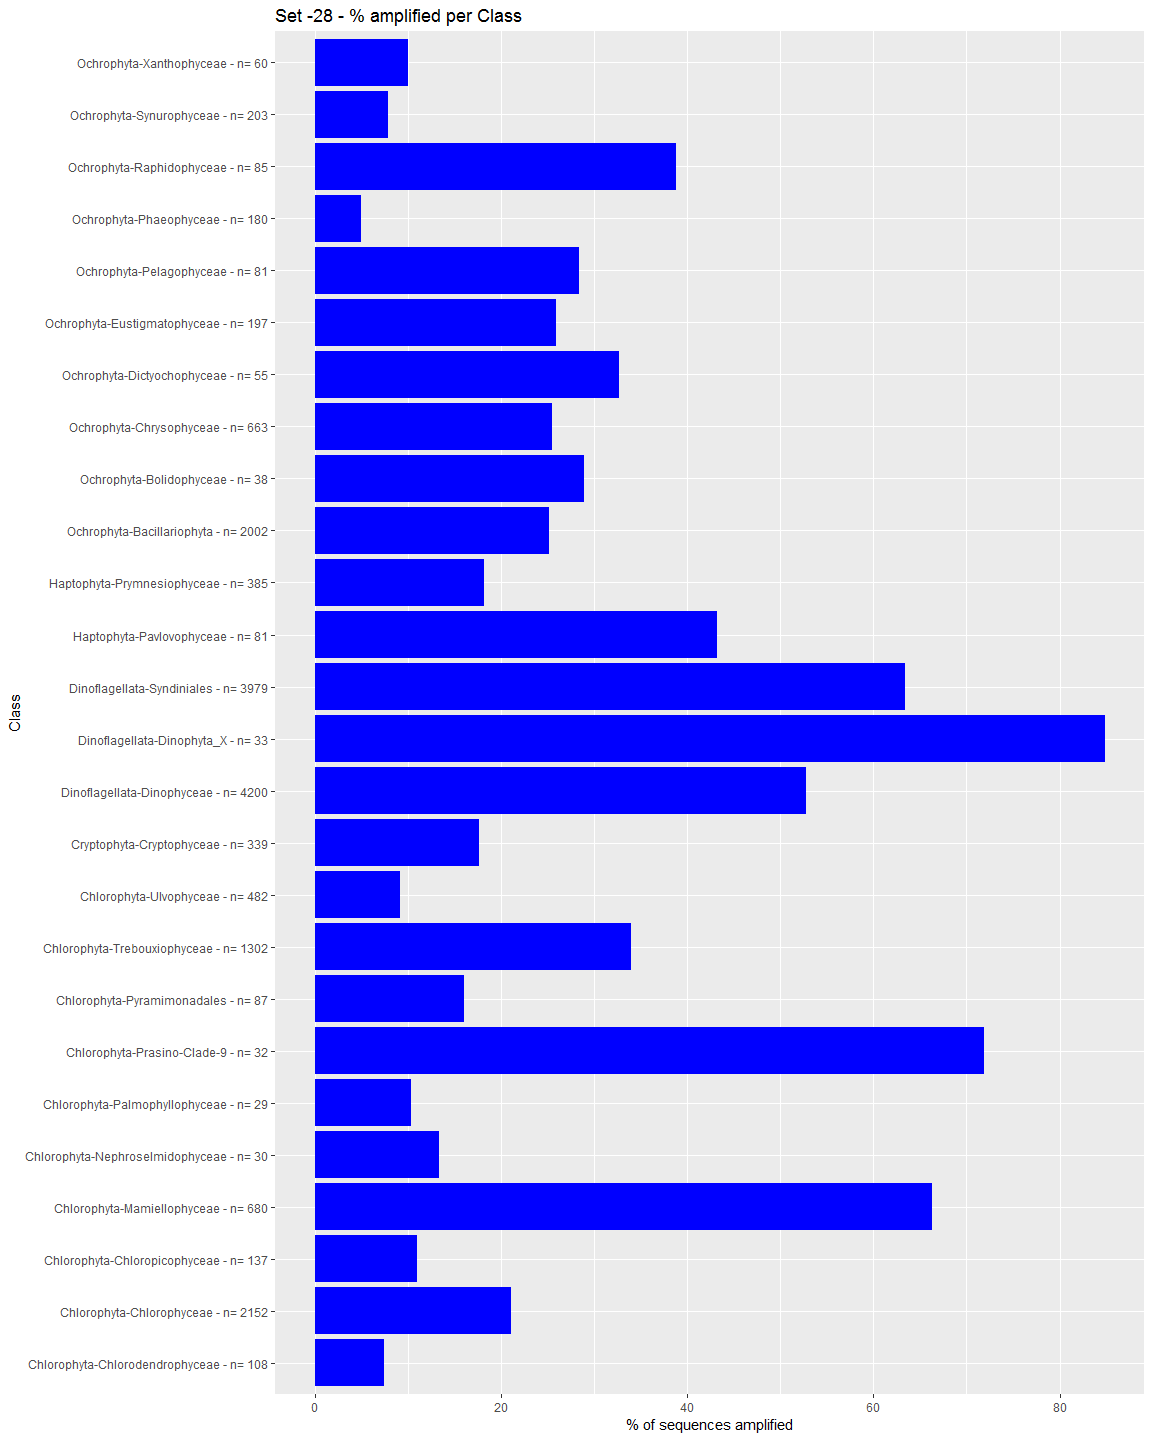 Set -28 - % amplified per Class
Class
Ochrophyta-Xanthophyceae - n= 60
Ochrophyta-Synurophyceae - n= 203
Ochrophyta-Raphidophyceae - n= 85
Ochrophyta-Phaeophyceae - n= 180
Ochrophyta-Pelagophyceae - n= 81
Ochrophyta-Eustigmatophyceae - n= 197
Ochrophyta-Dictyochophyceae - n= 55
Ochrophyta-Chrysophyceae - n= 663
Ochrophyta-Bolidophyceae - n= 38
Ochrophyta-Bacillariophyta - n= 2002
Haptophyta-Prymnesiophyceae - n= 385
Haptophyta-Pavlovophyceae - n= 81
Dinoflagellata-Syndiniales - n= 3979
Dinoflagellata-Dinophyta_X - n= 33
Dinoflagellata-Dinophyceae - n= 4200
Cryptophyta-Cryptophyceae - n= 339
Chlorophyta-Ulvophyceae - n= 482
Chlorophyta-Trebouxiophyceae - n= 1302
Chlorophyta-Pyramimonadales - n= 87
Chlorophyta-Prasino-Clade-9 - n= 32
Chlorophyta-Palmophyllophyceae - n= 29
Chlorophyta-Nephroselmidophyceae - n= 30
Chlorophyta-Mamiellophyceae - n= 680
Chlorophyta-Chloropicophyceae - n= 137
Chlorophyta-Chlorophyceae - n= 2152
Chlorophyta-Chlorodendrophyceae - n= 108
0 20 40 60 80
% of sequences amplified